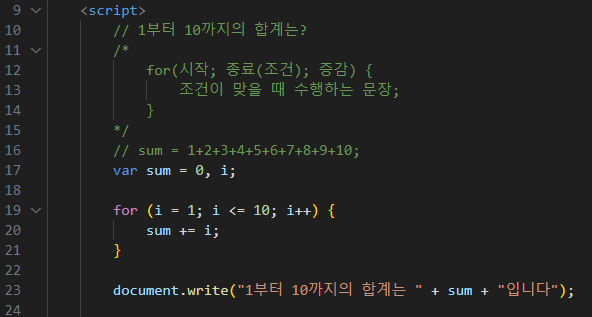 9 <script>
10 // 1부터 10까지의 합계는?
11 /*
12 for(시작; 종료(조건); 증감) {
13 조건이 맞을 때 수행하는 문장;
14 }
15 */
16 // sum = 1+2+3+4+5+6+7+8+9+10;
17 var sum = 0, i;
18
19 for (i = 1; i <= 10; i++) {
20 sum += i;
21 }
22
23 document.write("1부터 10까지의 합계는 " + sum + "입니다");
24